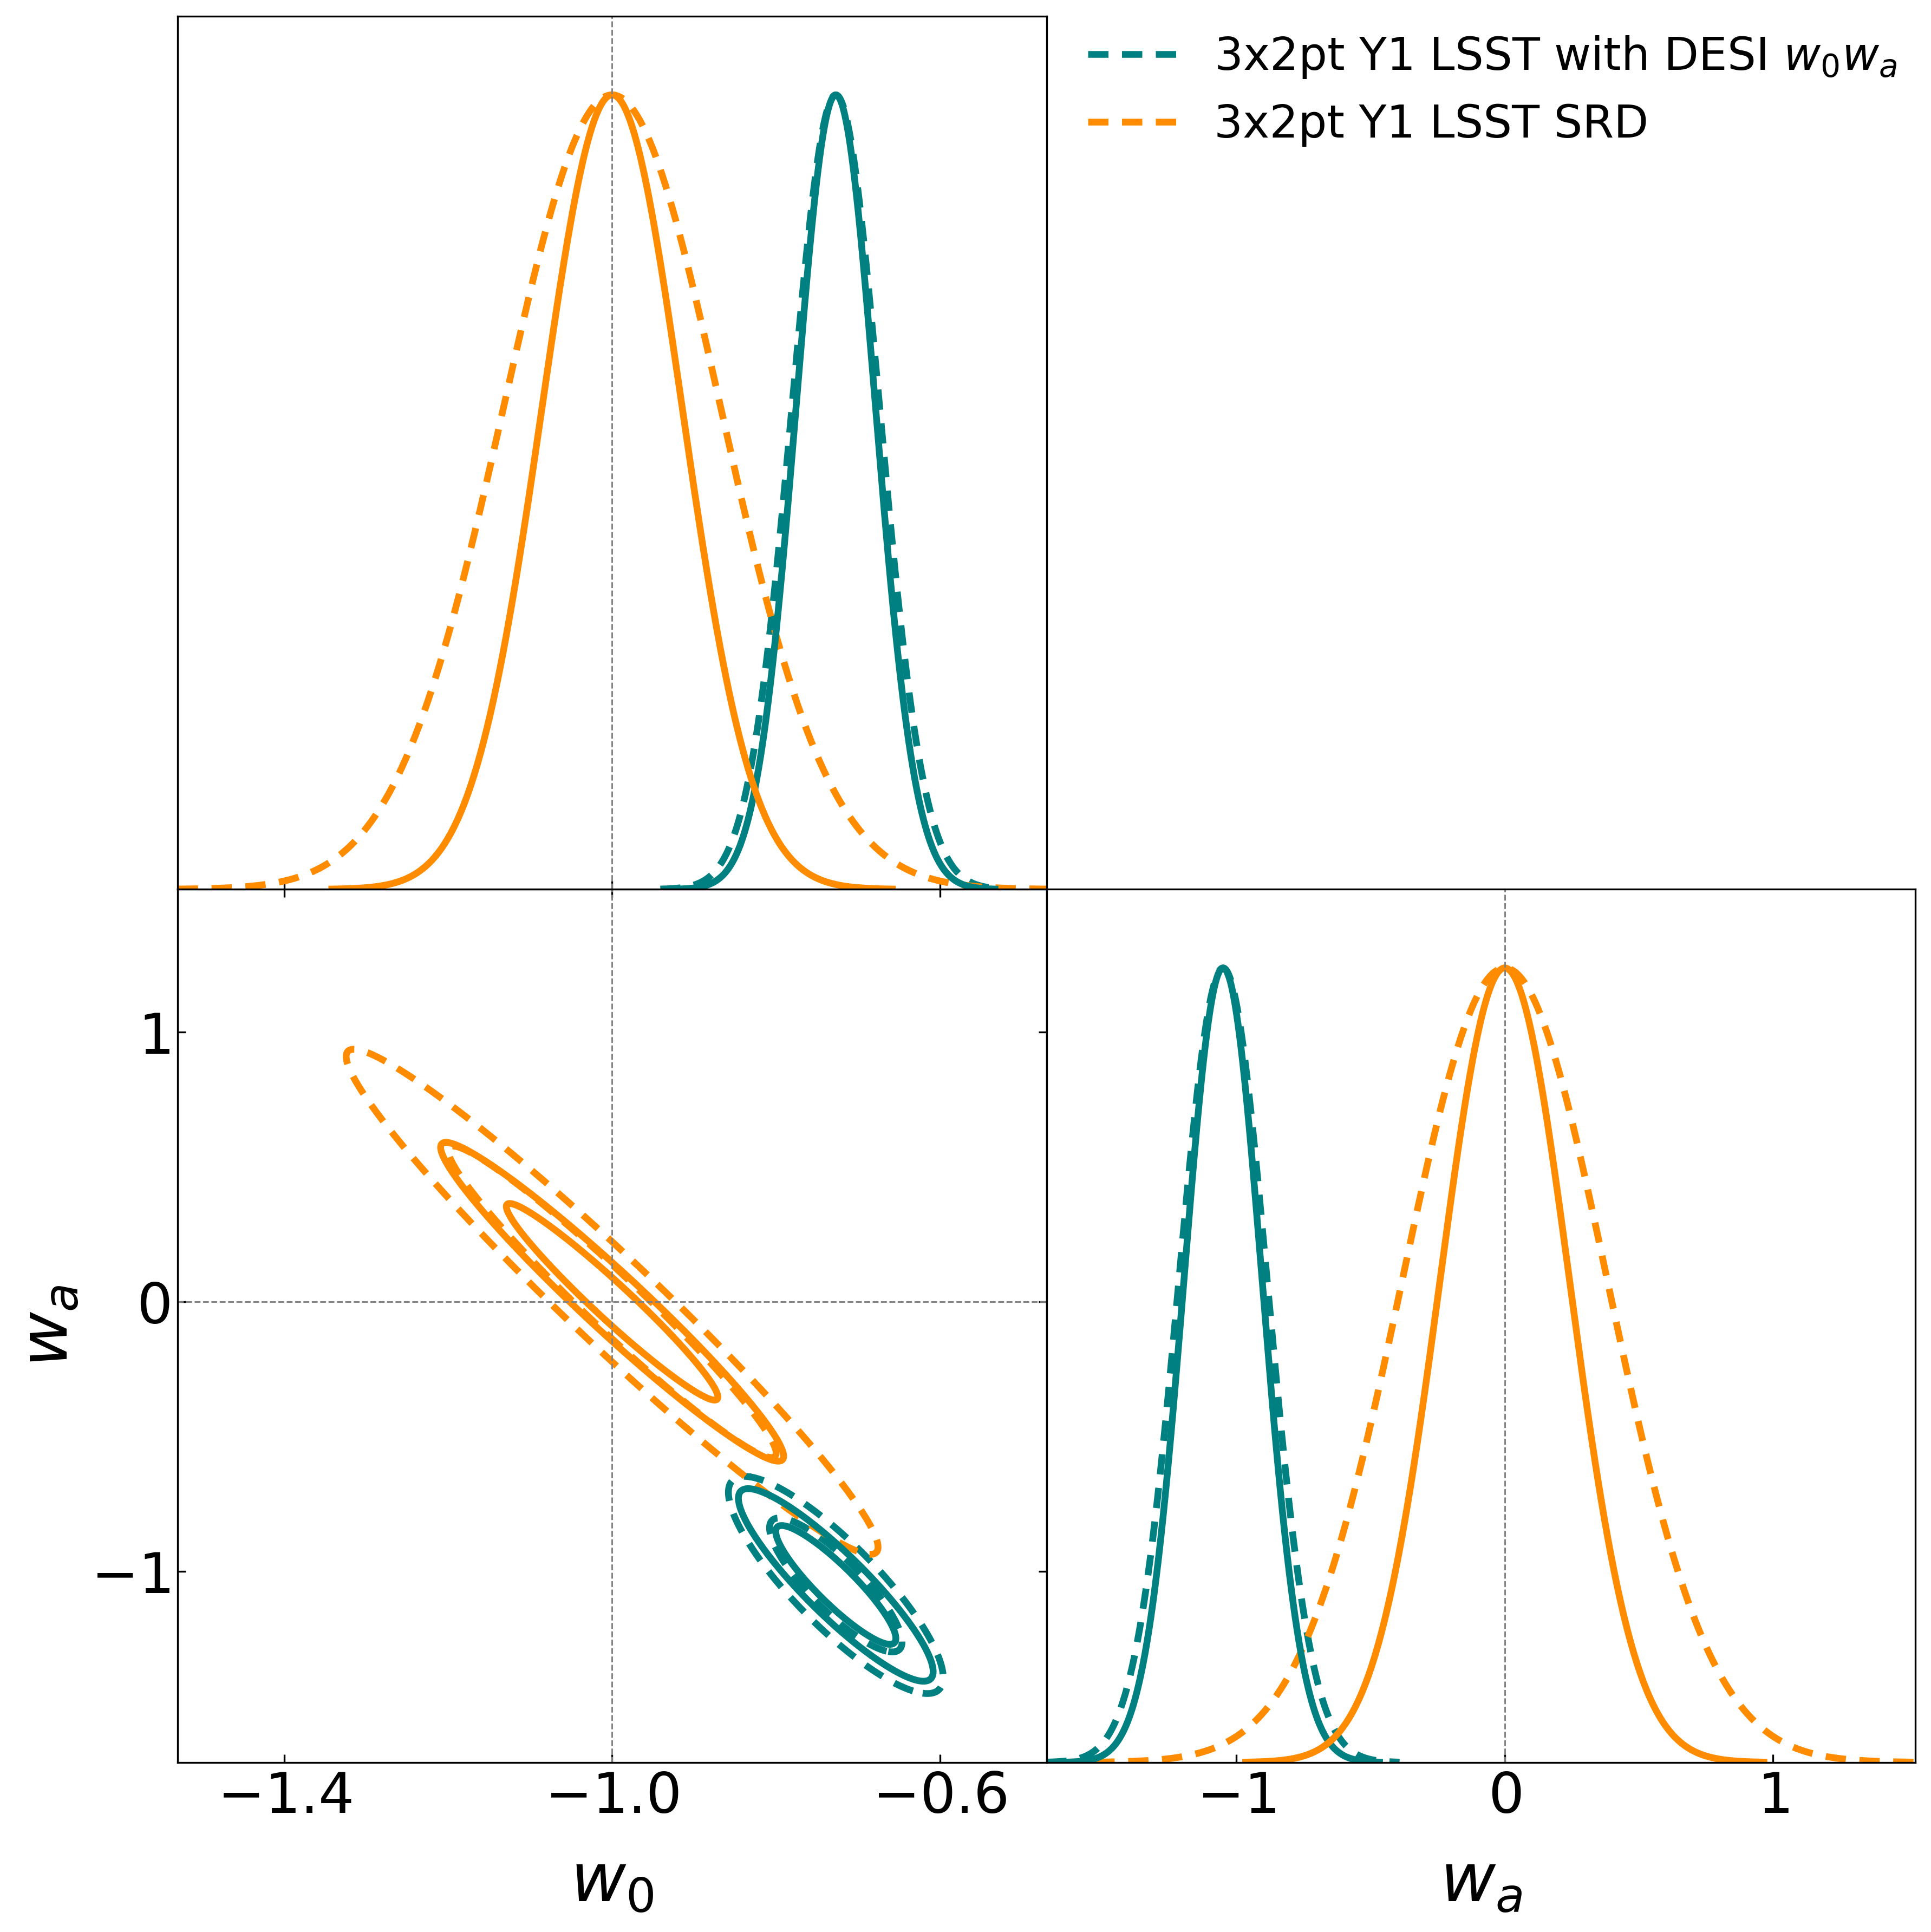 3x2pt Y1 LSST with DESI w₀wₐ
3x2pt Y1 LSST SRD
1
0
−1
wₐ
−1.4 −1.0 −0.6
−1 0 1
w₀
wₐ